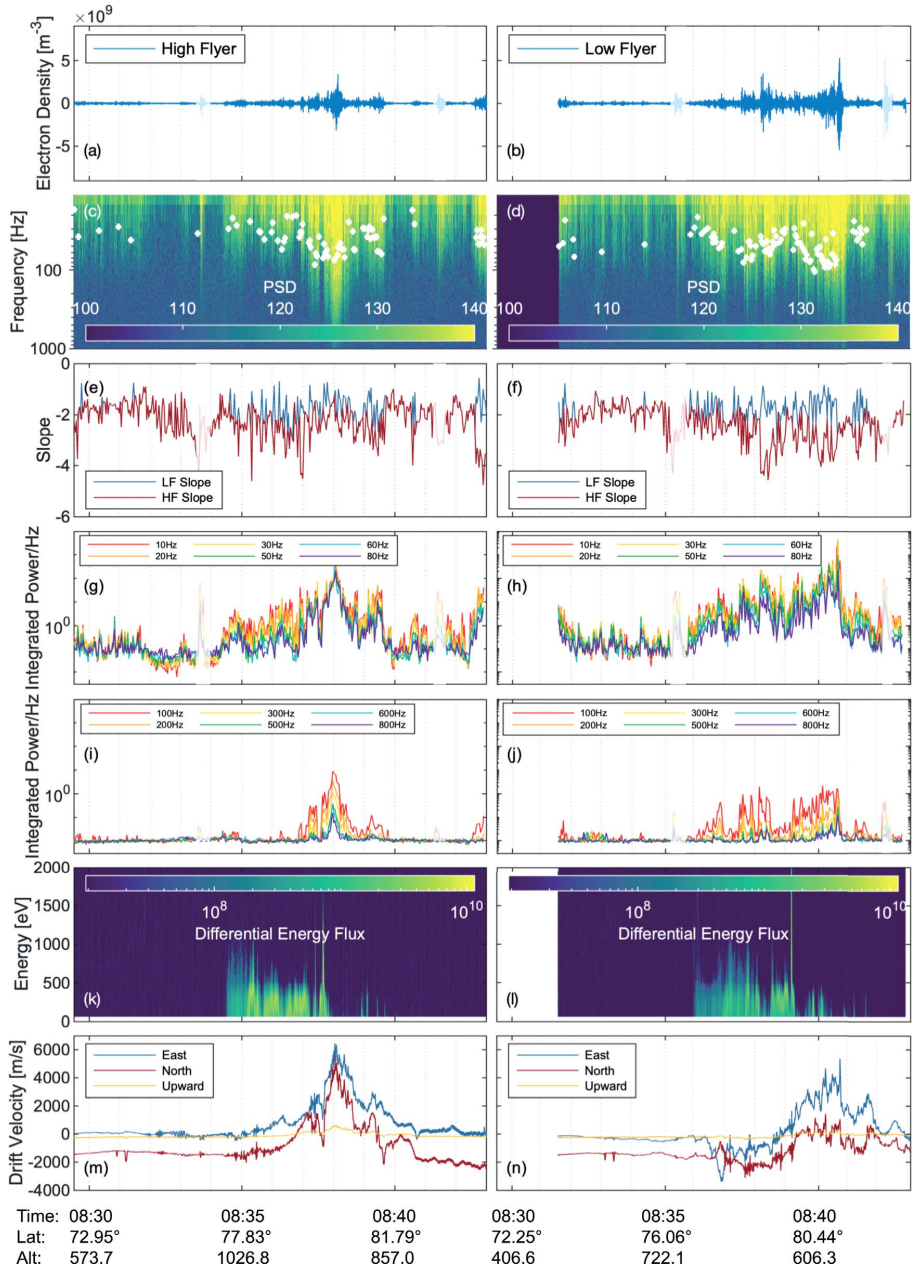 ×10⁹
High Flyer
Low Flyer
Electron Density [m⁻³]
5
0
-5
(a)
(b)
Frequency [Hz]
(c)
(d)
100
1000
PSD
100 110 120 130 140
PSD
100 110 120 130 140
Slope
0
-2
-4
-6
(e)
(f)
LF Slope
HF Slope
LF Slope
HF Slope
Integrated Power/Hz
10⁰
10Hz 30Hz 60Hz
20Hz 50Hz 80Hz
10Hz 30Hz 60Hz
20Hz 50Hz 80Hz
(g)
(h)
Integrated Power/Hz
10⁰
100Hz 300Hz 600Hz
200Hz 500Hz 800Hz
100Hz 300Hz 600Hz
200Hz 500Hz 800Hz
(i)
(j)
Energy [eV]
2000
1500
1000
500
0
10⁸ 10¹⁰
Differential Energy Flux
10⁸ 10¹⁰
Differential Energy Flux
(k)
(l)
Drift Velocity [m/s]
6000
4000
2000
0
-2000
-4000
East
North
Upward
East
North
Upward
(m)
(n)
Time: 08:30 08:35 08:40 08:30 08:35 08:40
Lat: 72.95° 77.83° 81.79° 72.25° 76.06° 80.44°
Alt: 573.7 1026.8 857.0 406.6 722.1 606.3